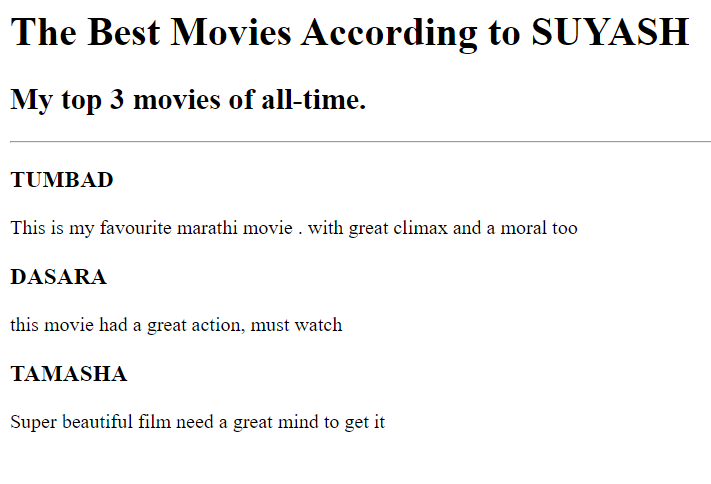 The Best Movies According to SUYASH
My top 3 movies of all-time.
TUMBAD
This is my favourite marathi movie . with great climax and a moral too
DASARA
this movie had a great action, must watch
TAMASHA
Super beautiful film need a great mind to get it